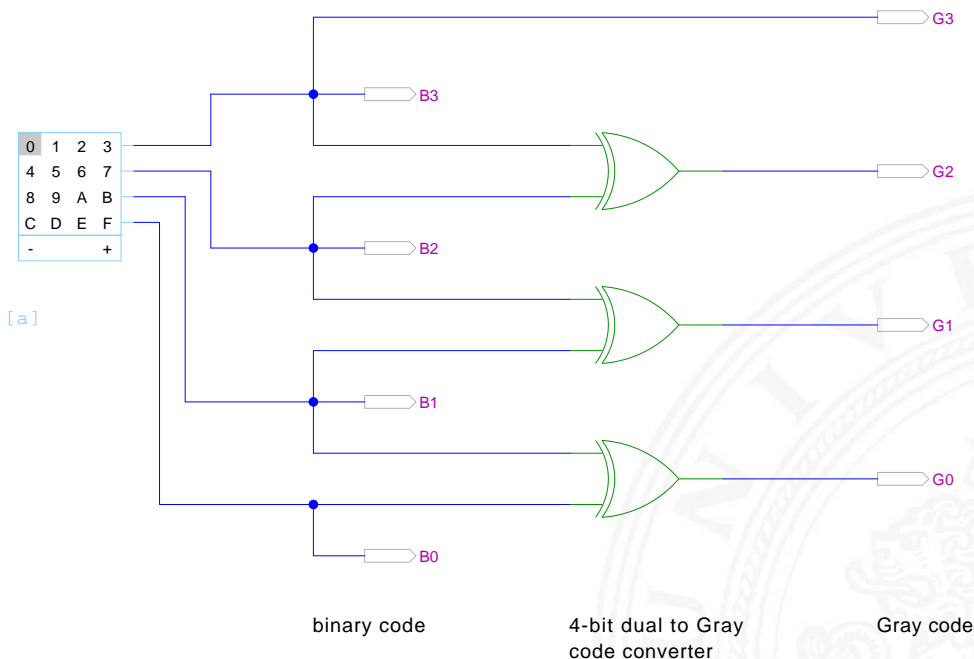 G3
B3
0 1 2 3
4 5 6 7
8 9 A B
C D E F
- +
G2
B2
[a]
G1
B1
G0
B0
binary code
4-bit dual to Gray
code converter
Gray code
UNIVE